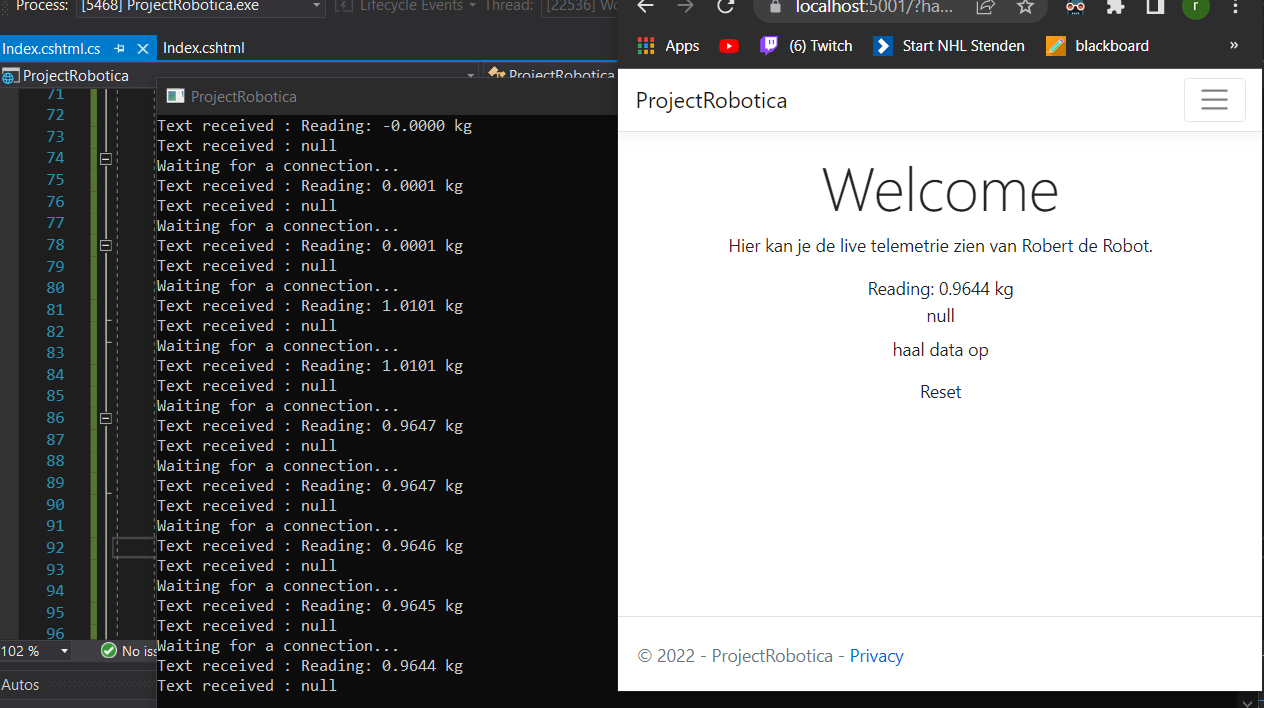 Process: [5468] ProjectRobotica.exe Lifecycle Events Thread:
Index.cshtml.cs Index.cshtml
ProjectRobotica ProjectRobotica
71
72
73
74
75
76
77
78
79
80
81
82
83
84
85
86
87
88
89
90
91
92
93
94
95
96
102 % No
Autos
ProjectRobotica
Text received : Reading: -0.0000 kg
Text received : null
Waiting for a connection...
Text received : Reading: 0.0001 kg
Text received : null
Waiting for a connection...
Text received : Reading: 0.0001 kg
Text received : null
Waiting for a connection...
Text received : Reading: 1.0101 kg
Text received : null
Waiting for a connection...
Text received : Reading: 1.0101 kg
Text received : null
Waiting for a connection...
Text received : Reading: 0.9647 kg
Text received : null
Waiting for a connection...
Text received : Reading: 0.9647 kg
Text received : null
Waiting for a connection...
Text received : Reading: 0.9646 kg
Text received : null
Waiting for a connection...
Text received : Reading: 0.9645 kg
Text received : null
Waiting for a connection...
Text received : Reading: 0.9644 kg
Text received : null
localhost:5001/?ha... r
Apps (6) Twitch Start NHL Stenden blackboard »
ProjectRobotica
Welcome
Hier kan je de live telemetrie zien van Robert de Robot.
Reading: 0.9644 kg
null
haal data op
Reset
© 2022 - ProjectRobotica - Privacy